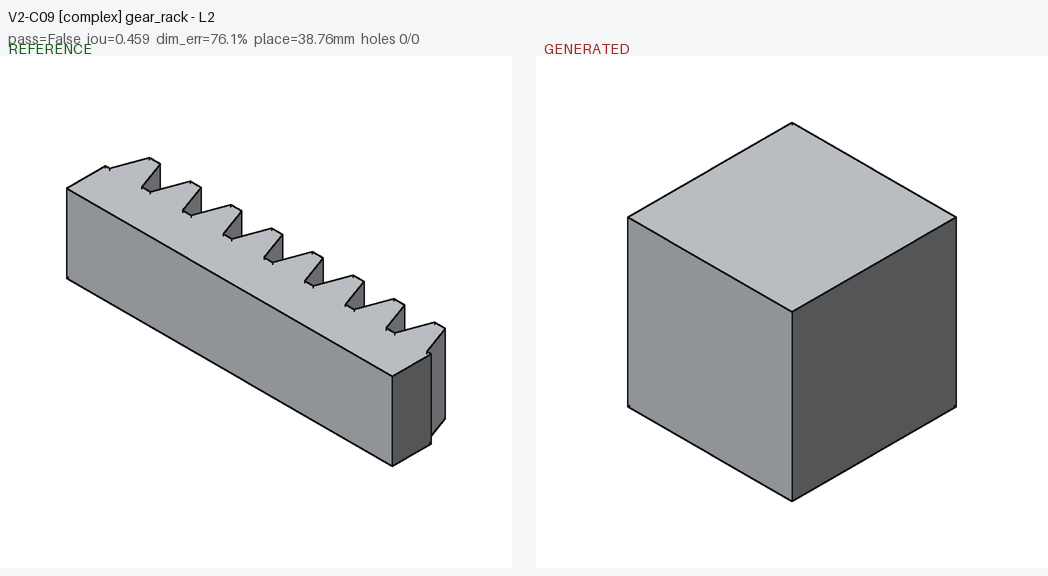 V2-C09 [complex] gear_rack - L2
pass=False iou=0.459 dim_err=76.1% place=38.76mm holes 0/0
REFERENCE
GENERATED